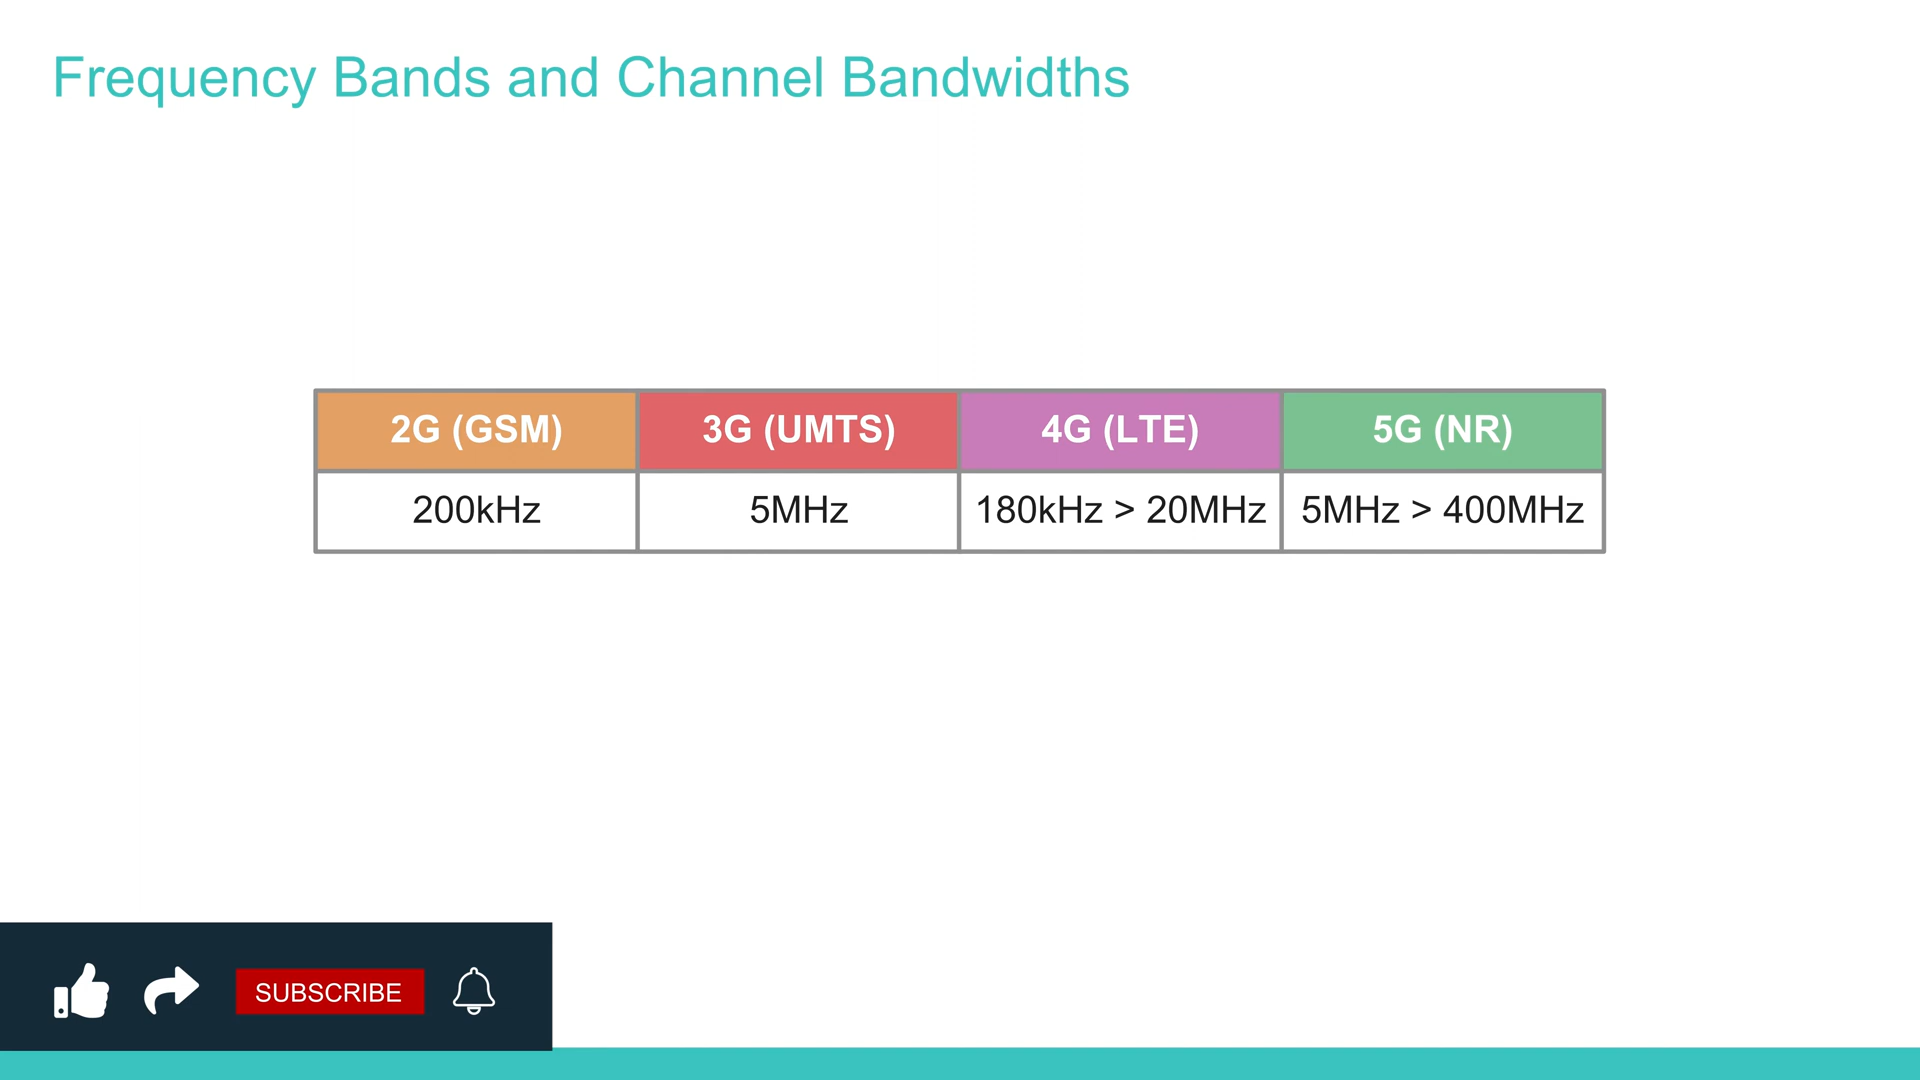 Frequency Bands and Channel Bandwidths
2G (GSM) 3G (UMTS) 4G (LTE) 5G (NR)
200kHz 5MHz 180kHz > 20MHz 5MHz > 400MHz
SUBSCRIBE